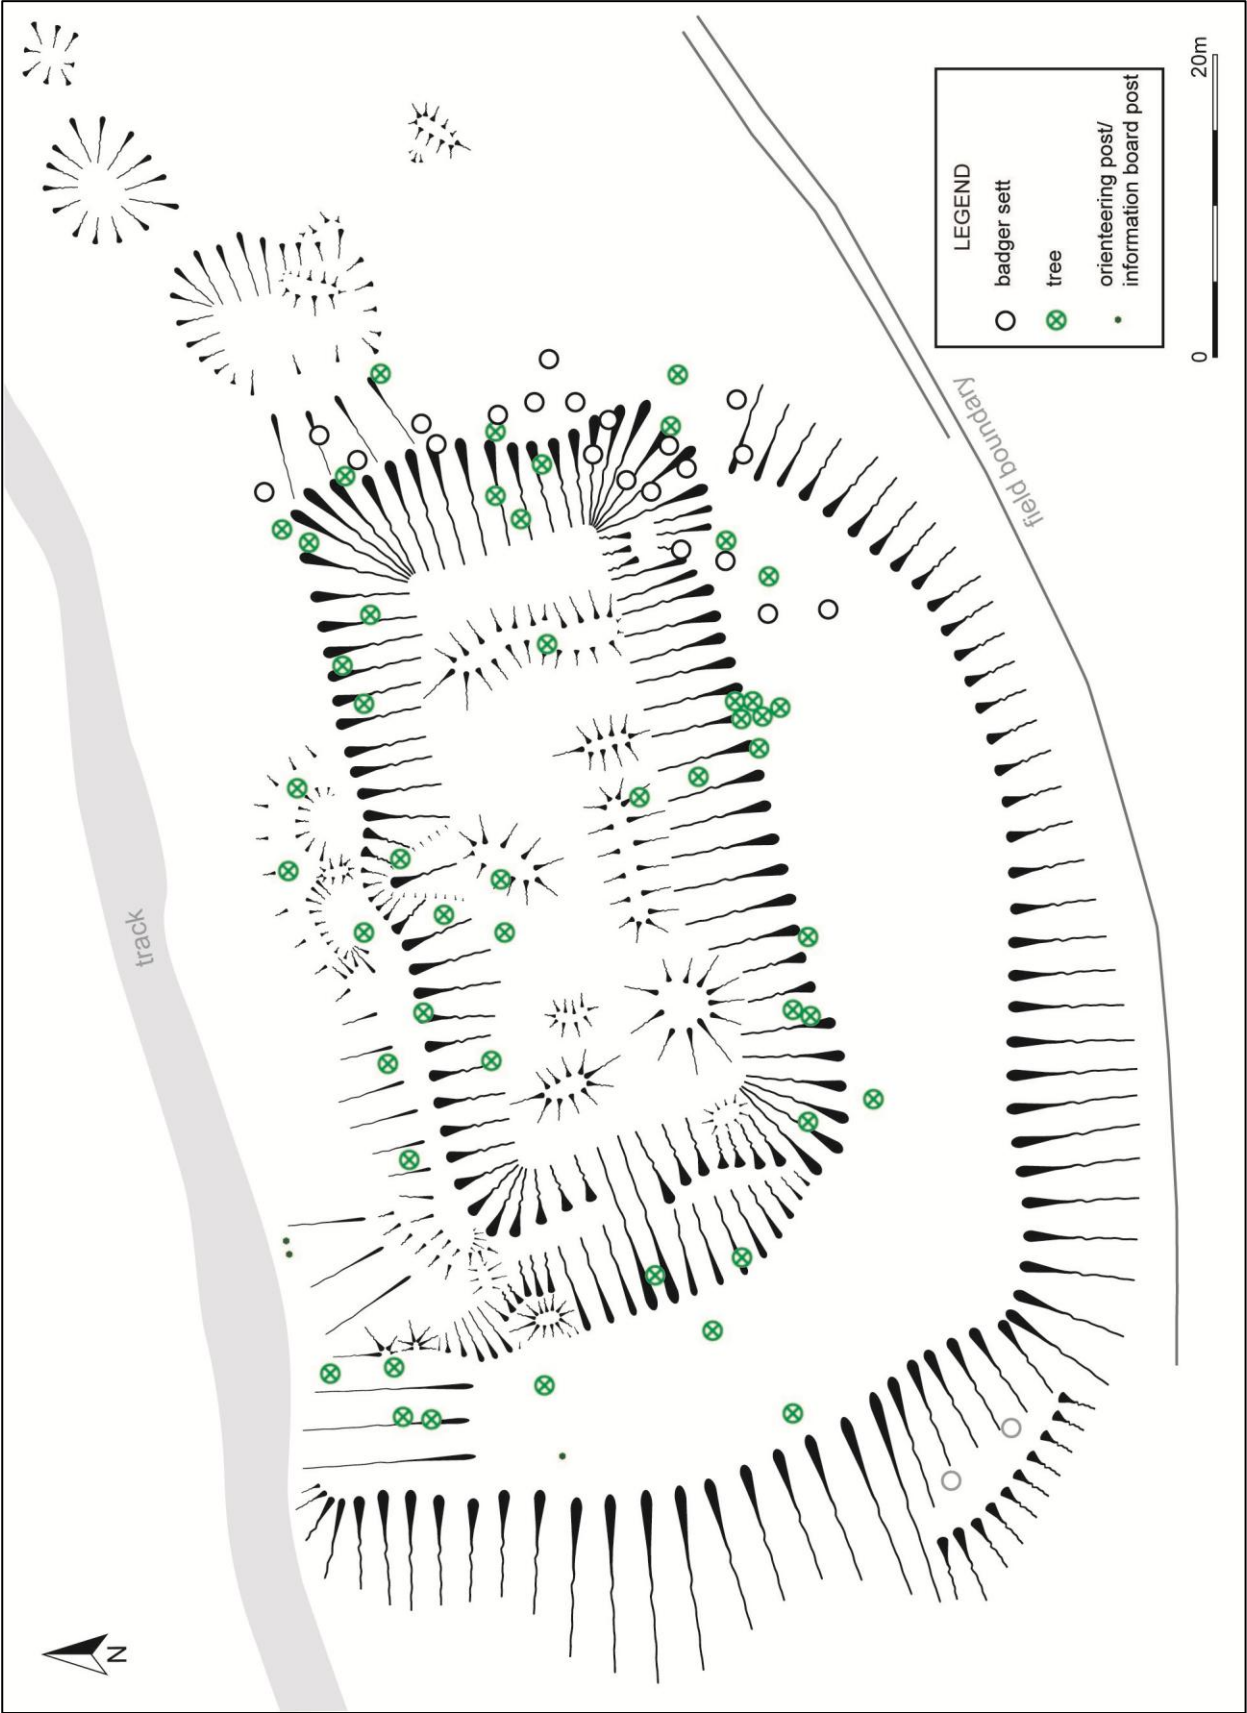 LEGEND
badger sett
tree
orienteering post/
information board post
0
20m
field boundary
track
N